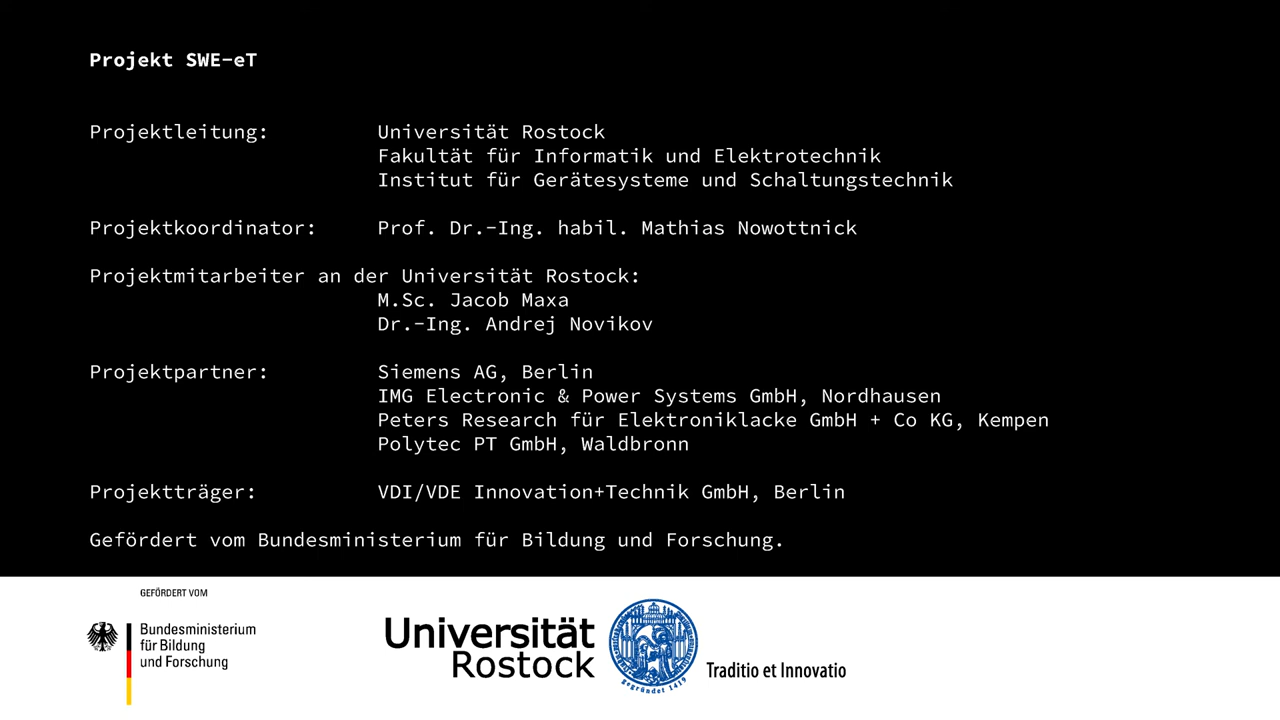 Projekt SWE-eT
Projektleitung: Universität Rostock
Fakultät für Informatik und Elektrotechnik
Institut für Gerätesysteme und Schaltungstechnik
Projektkoordinator: Prof. Dr.-Ing. habil. Mathias Nowottnick
Projektmitarbeiter an der Universität Rostock:
M.Sc. Jacob Maxa
Dr.-Ing. Andrej Novikov
Projektpartner: Siemens AG, Berlin
IMG Electronic & Power Systems GmbH, Nordhausen
Peters Research für Elektroniklacke GmbH + Co KG, Kempen
Polytec PT GmbH, Waldbronn
Projektträger: VDI/VDE Innovation+Technik GmbH, Berlin
Gefördert vom Bundesministerium für Bildung und Forschung.
GEFÖRDERT VOM
Bundesministerium
für Bildung
und Forschung
Universität
Rostock
gegründet 1419
Traditio et Innovatio